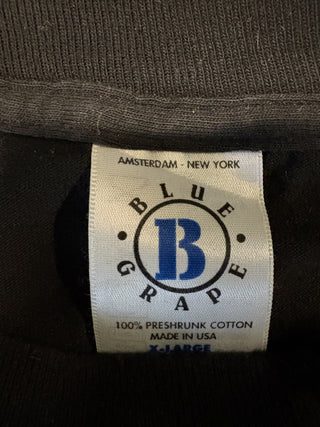 AMSTERDAM - NEW YORK
BLUE
B
GRAPE
100% PRESHRUNK COTTON
MADE IN USA
X-LARGE